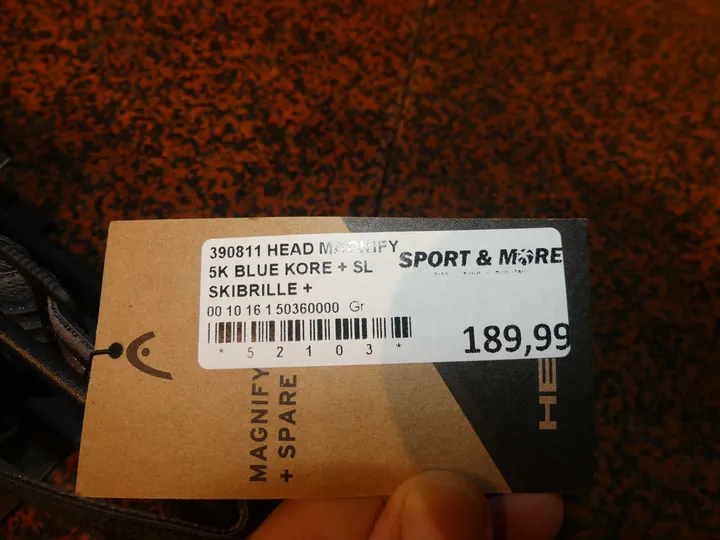 390811 HEAD MAGNIFY
5K BLUE KORE + SL
SKIBRILLE +
SPORT & MORE
00 10 16 1 50360000 Gr
* 5 2 1 0 3 *
189,99
MAGNIFY
+ SPARE